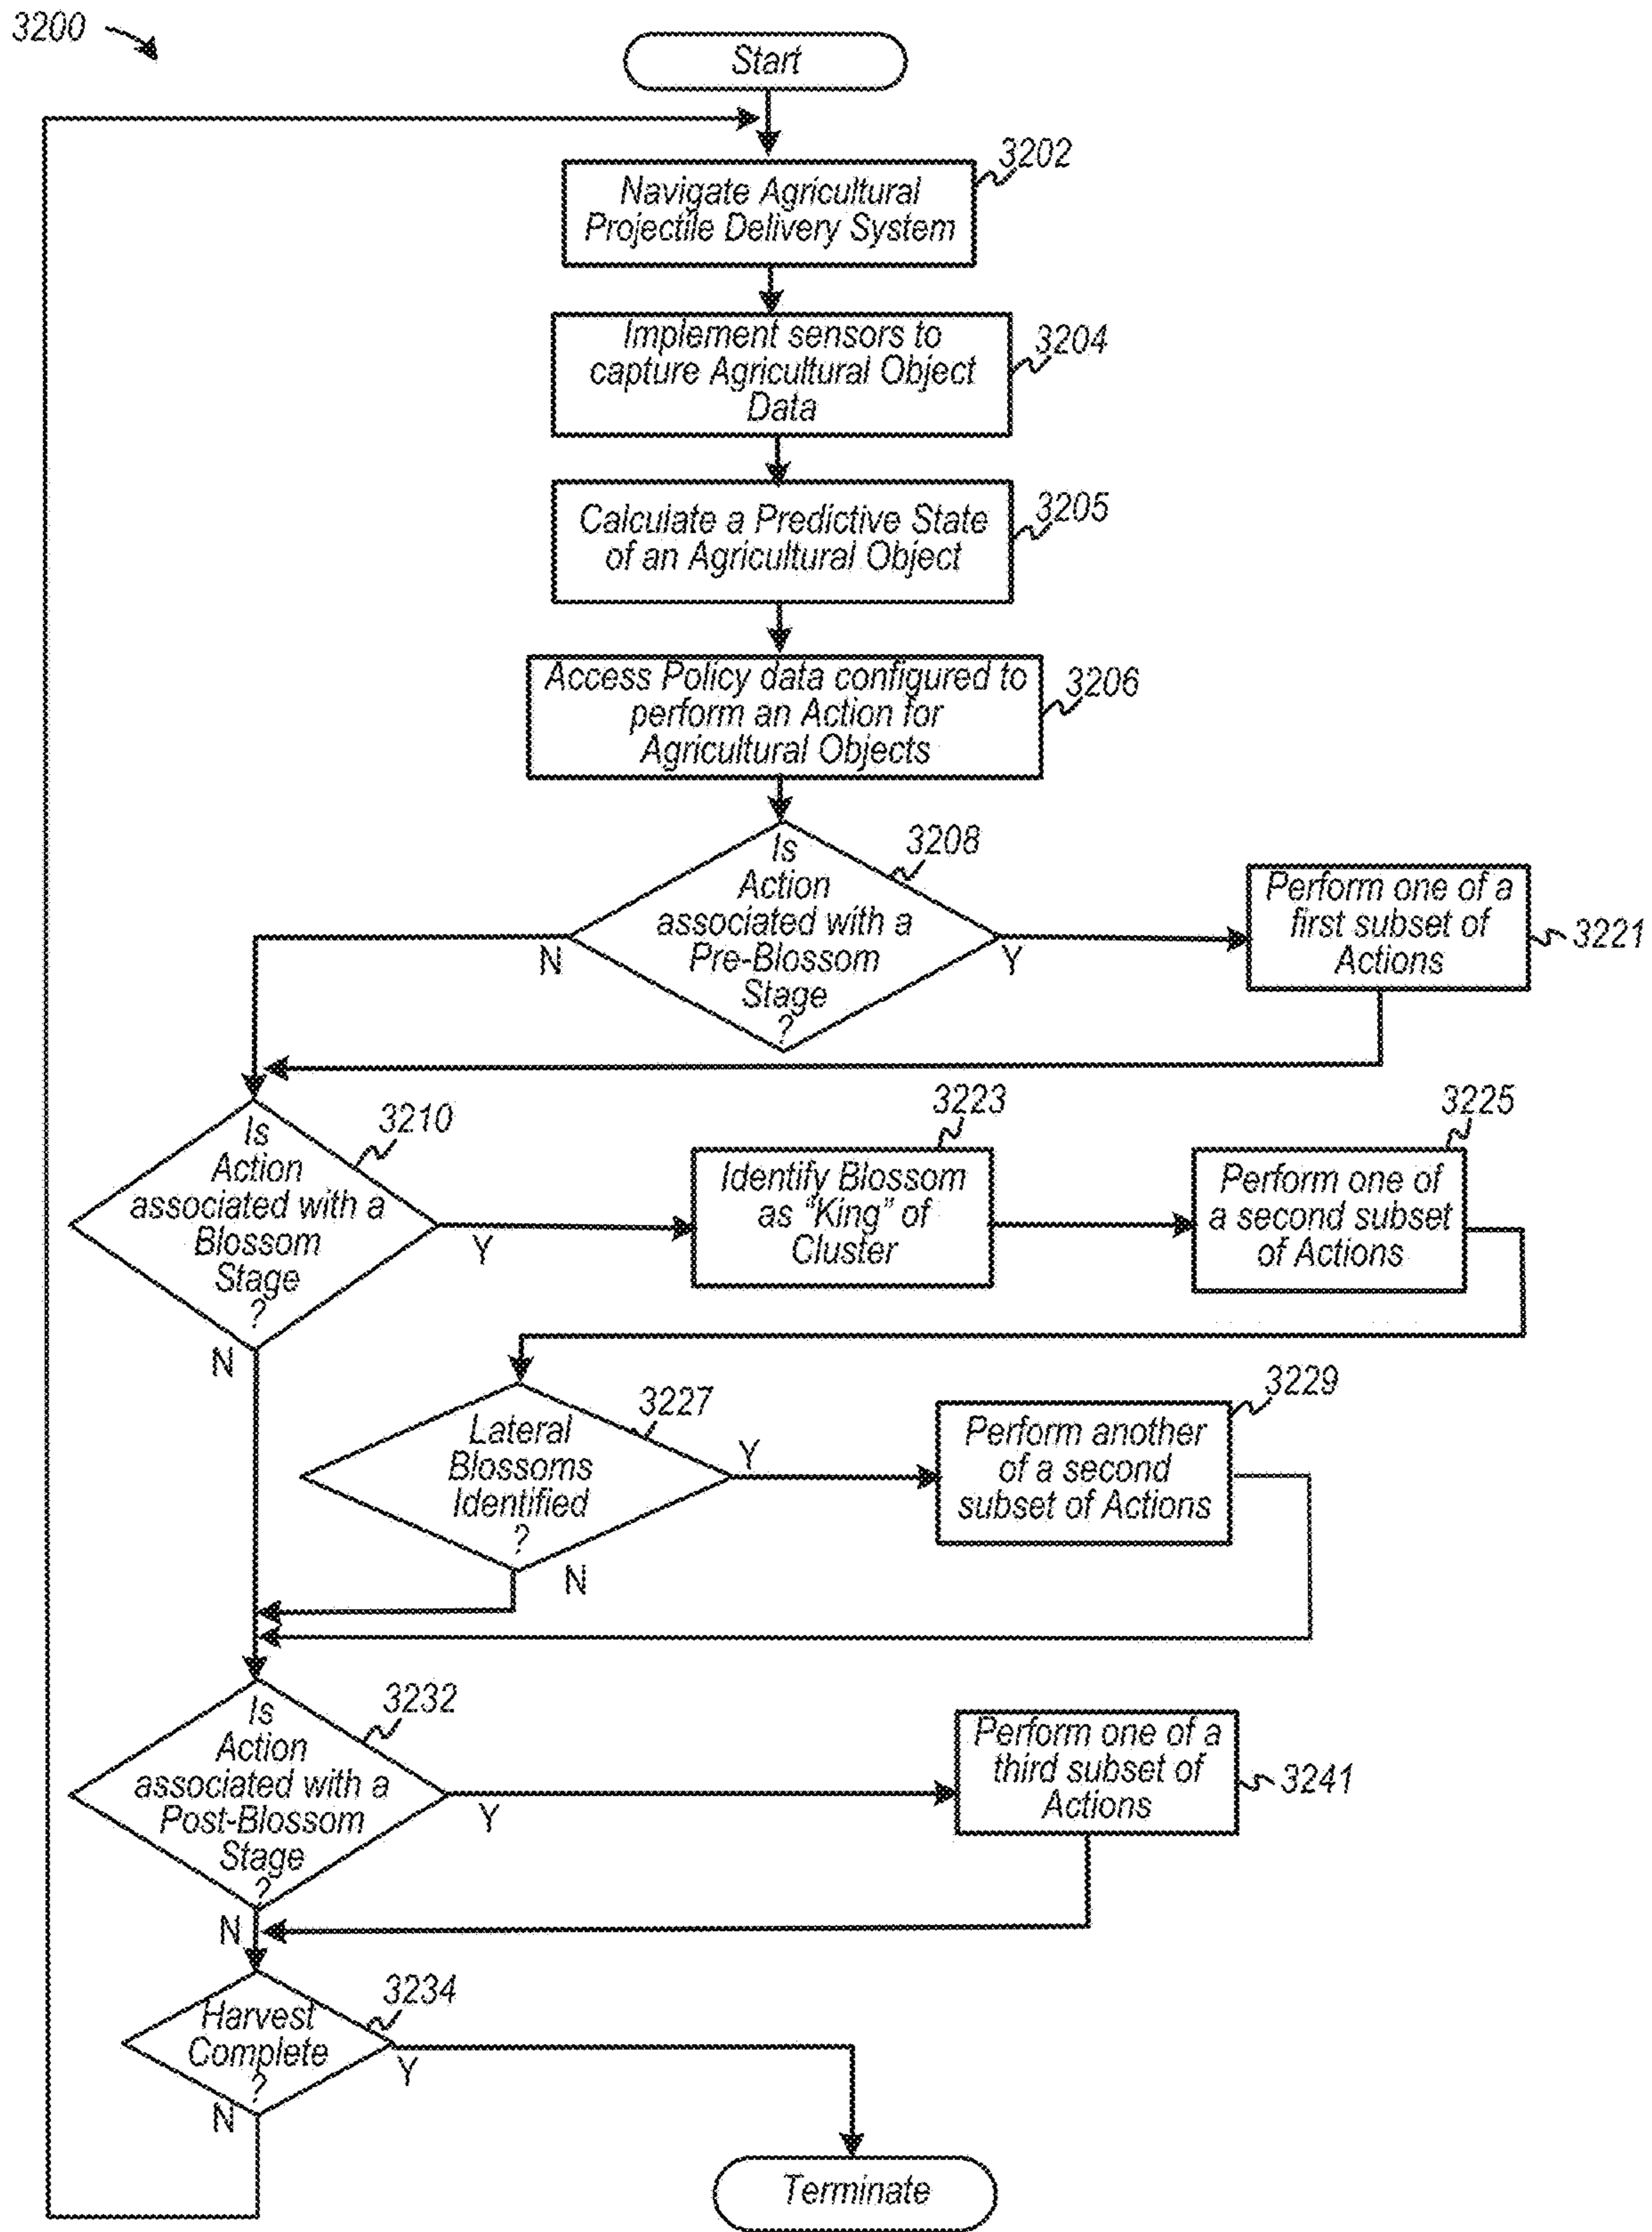 3200
Start
3202
Navigate Agricultural
Projectile Delivery System
Implement sensors to
capture Agricultural Object
Data
3204
Calculate a Predictive State
of an Agricultural Object
3205
Access Policy data configured to
perform an Action for
Agricultural Objects
3206
Is
Action
associated with a
Pre-Blossom
Stage
?
3208
N
Y
Perform one of a
first subset of
Actions
3221
Is
Action
associated with a
Blossom
Stage
?
3210
Y
N
3223
Identify Blossom
as "King" of
Cluster
3225
Perform one of
a second subset
of Actions
Lateral
Blossoms
Identified
?
3227
Y
N
3229
Perform another
of a second
subset of Actions
Is
Action
associated with a
Post-Blossom
Stage
?
3232
Y
N
Perform one of a
third subset of
Actions
3241
Harvest
Complete
?
3234
Y
N
Terminate